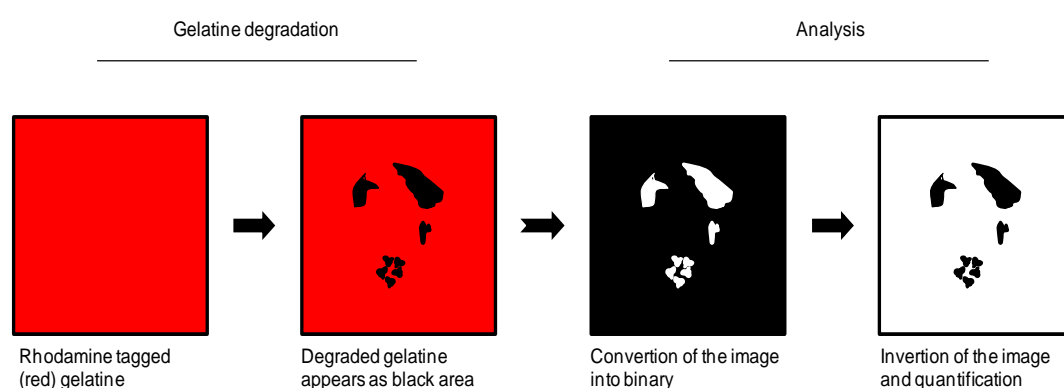 Gelatine degradation
Analysis
Rhodamine tagged
(red) gelatine
Degraded gelatine
appears as black area
Convertion of the image
into binary
Invertion of the image
and quantification